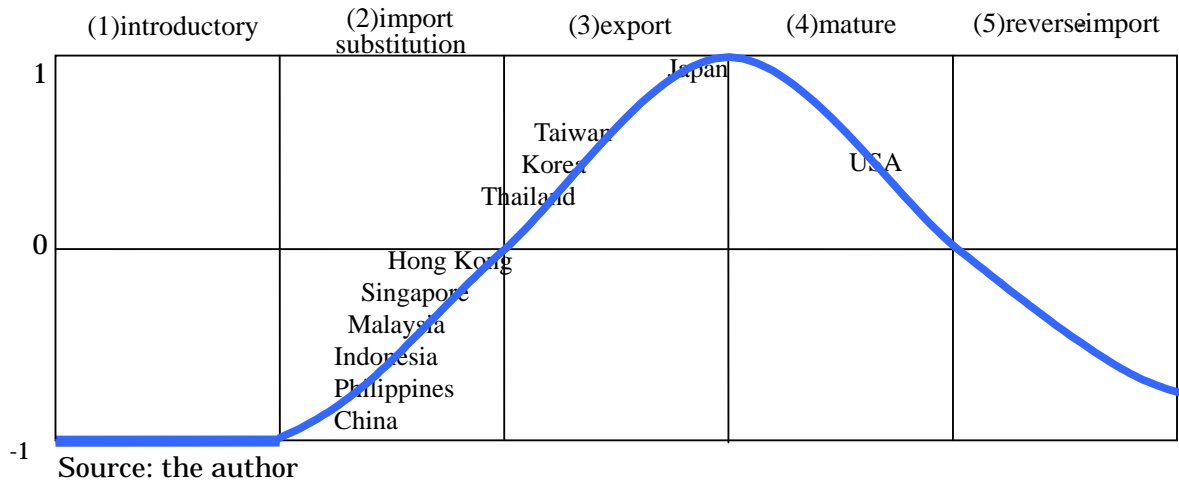 (1)introductory
(2)import
substitution
(3)export
(4)mature
(5)reverseimport
1
Japan
Taiwan
Korea
USA
Thailand
0
Hong Kong
Singapore
Malaysia
Indonesia
Philippines
China
-1
Source: the author